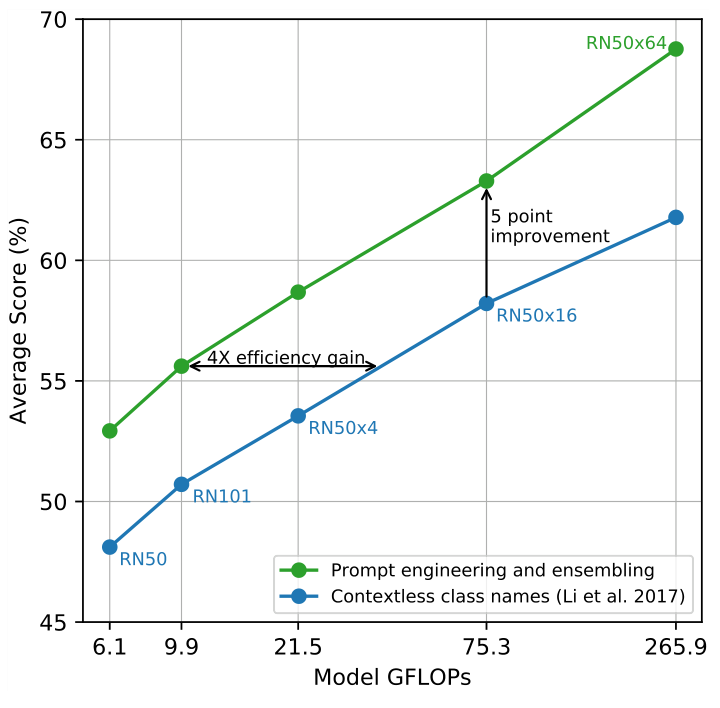 70
65
60
55
50
45
Average Score (%)
RN50x64
5 point
improvement
RN50x16
4X efficiency gain
RN50x4
RN101
RN50
Prompt engineering and ensembling
Contextless class names (Li et al. 2017)
6.1 9.9 21.5 75.3 265.9
Model GFLOPs